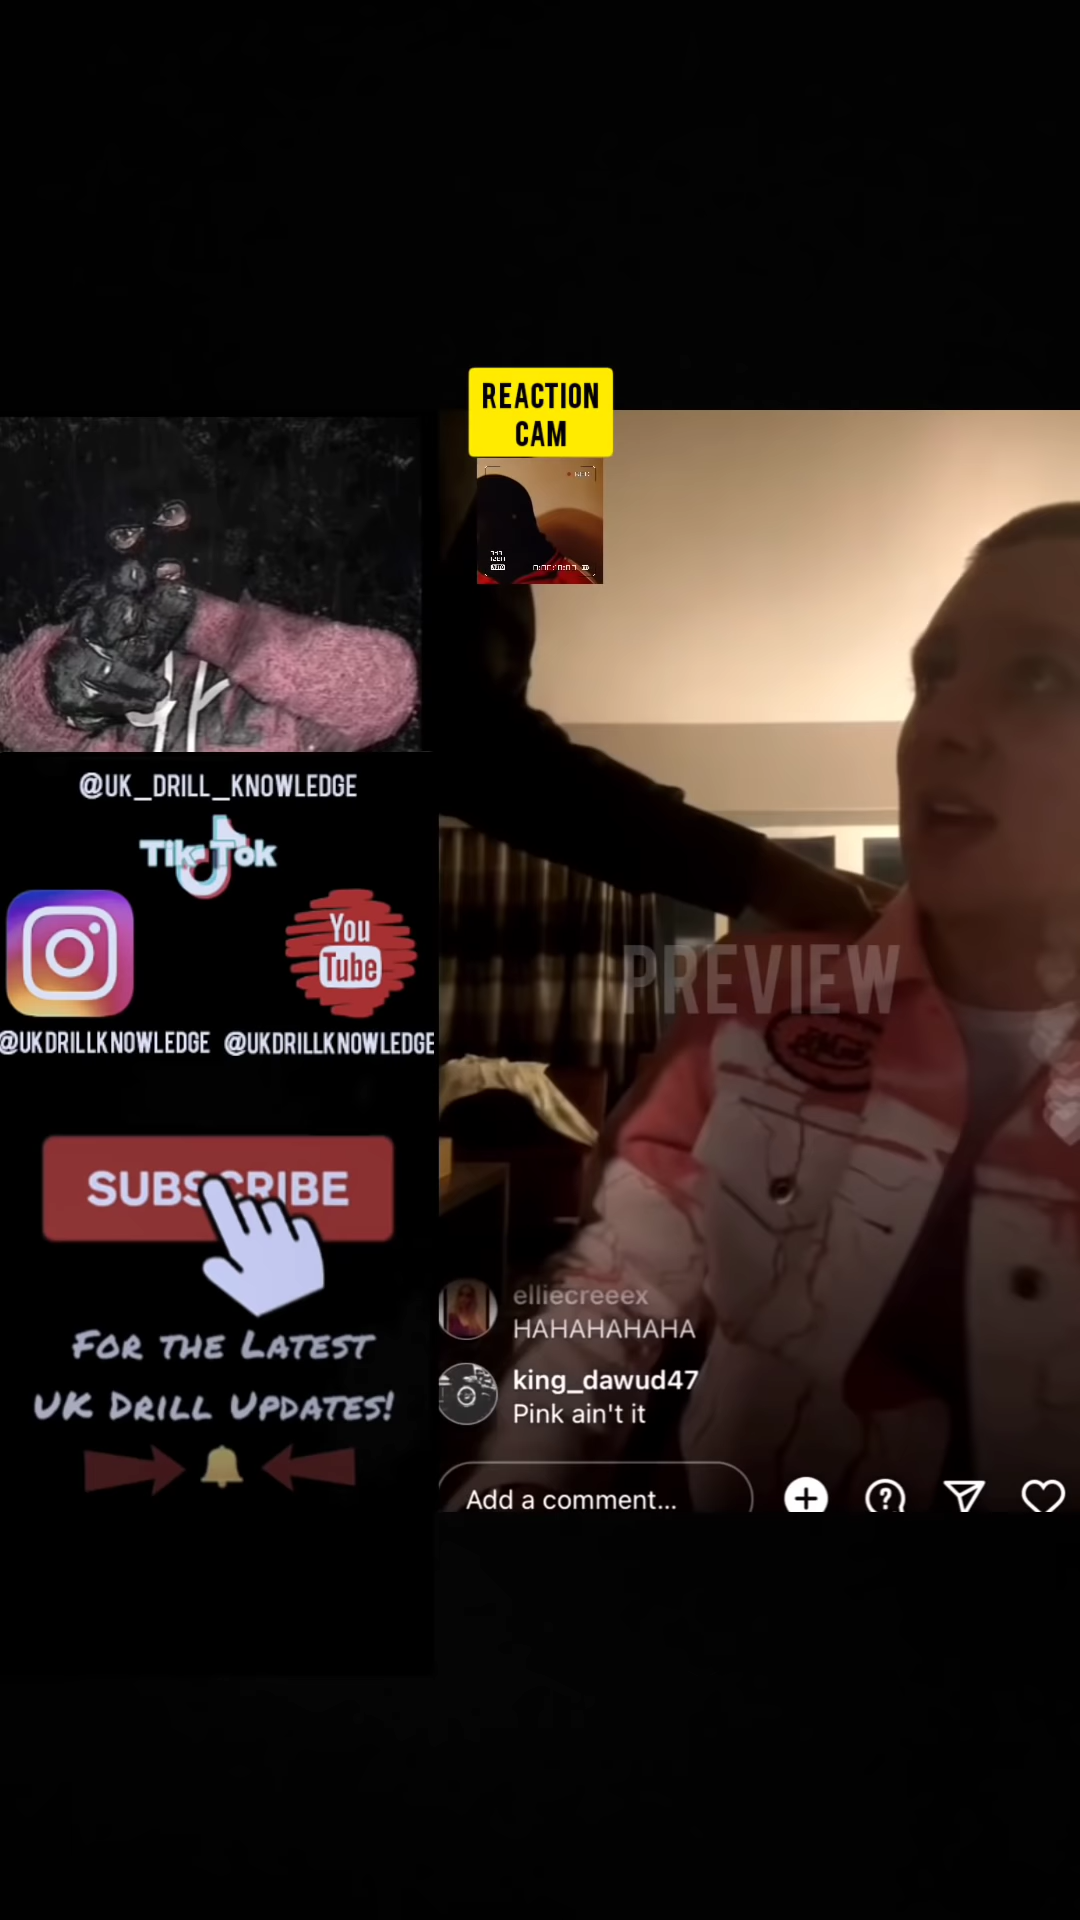 REACTION
CAM
@UK_DRILL_KNOWLEDGE
TikTok
You
Tube
@UKDRILLKNOWLEDGE
@UKDRILLKNOWLEDGE
SUBSCRIBE
FOR THE LATEST
UK DRILL UPDATES!
PREVIEW
elliecreeex
HAHAHAHAHA
king_dawud47
Pink ain't it
Add a comment...